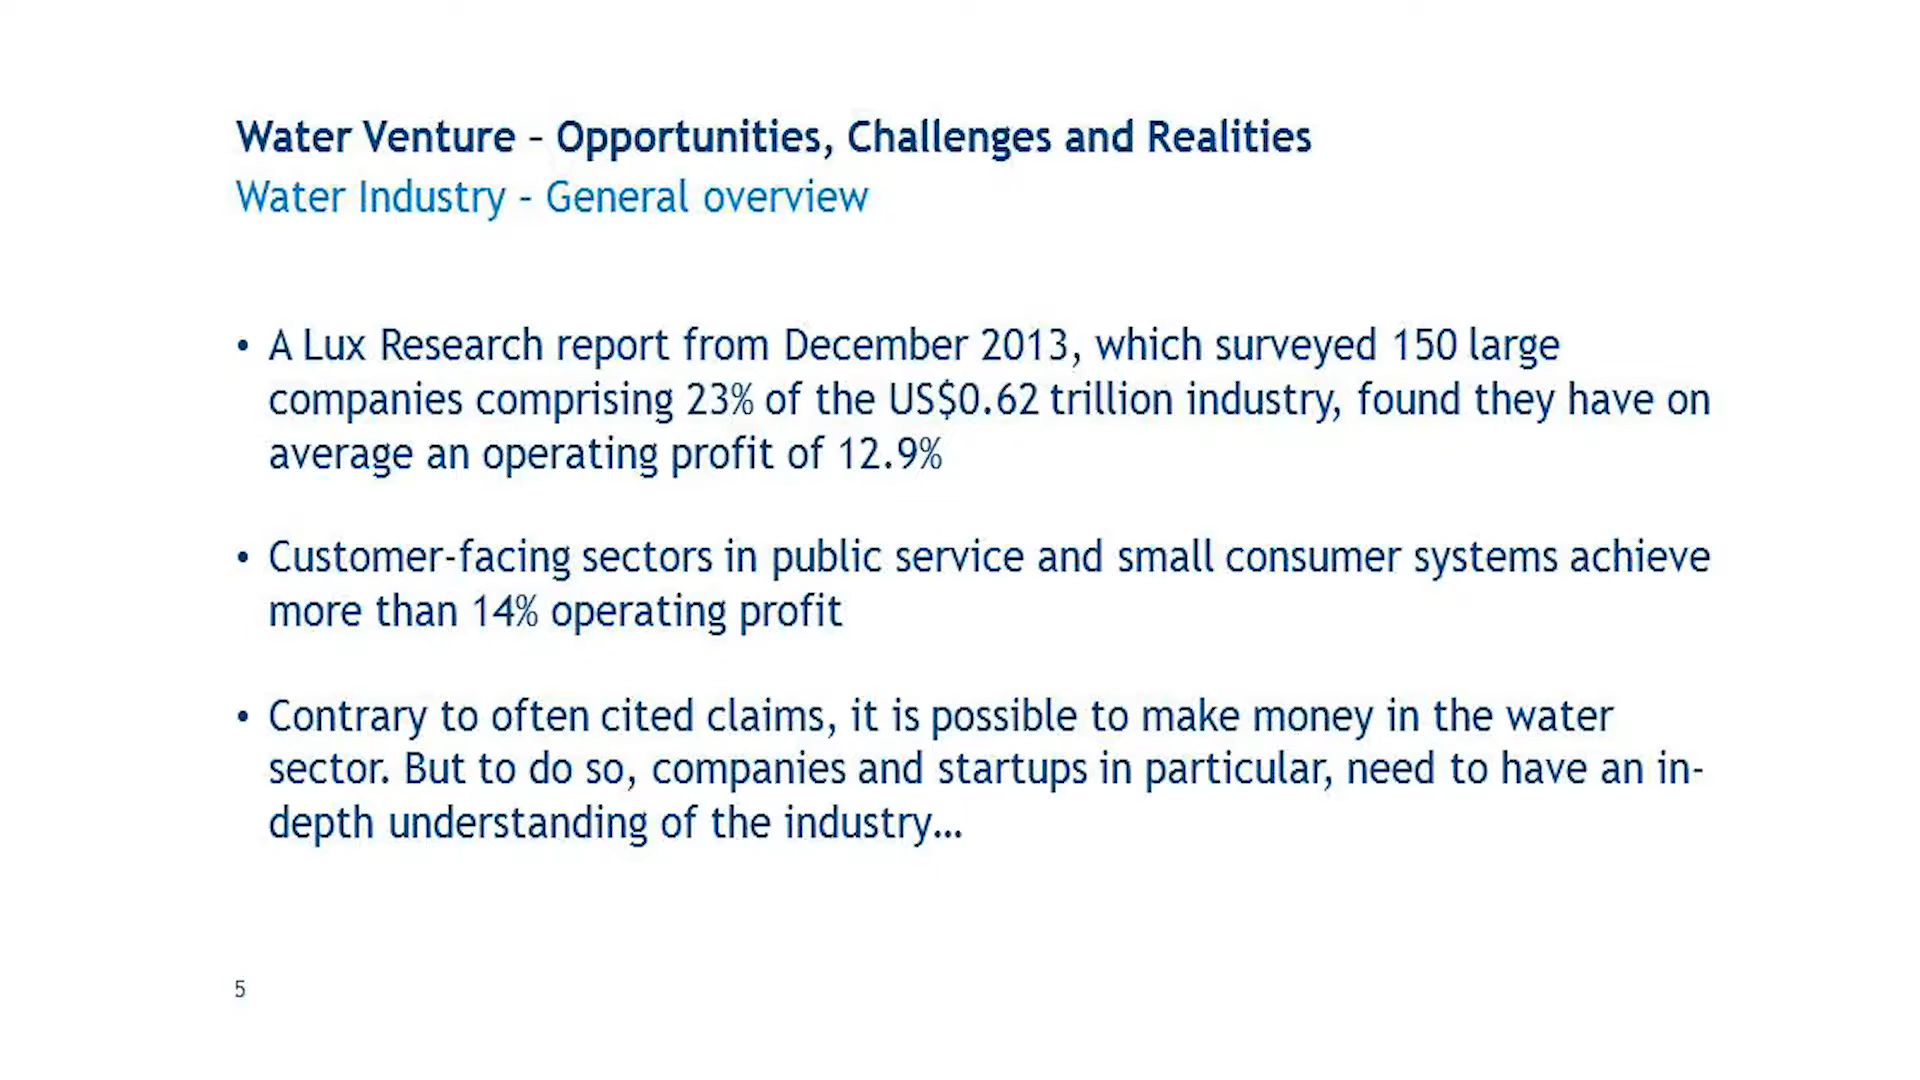 Water Venture – Opportunities, Challenges and Realities
Water Industry – General overview
• A Lux Research report from December 2013, which surveyed 150 large
companies comprising 23% of the US$0.62 trillion industry, found they have on
average an operating profit of 12.9%
• Customer-facing sectors in public service and small consumer systems achieve
more than 14% operating profit
• Contrary to often cited claims, it is possible to make money in the water
sector. But to do so, companies and startups in particular, need to have an in-
depth understanding of the industry…
5